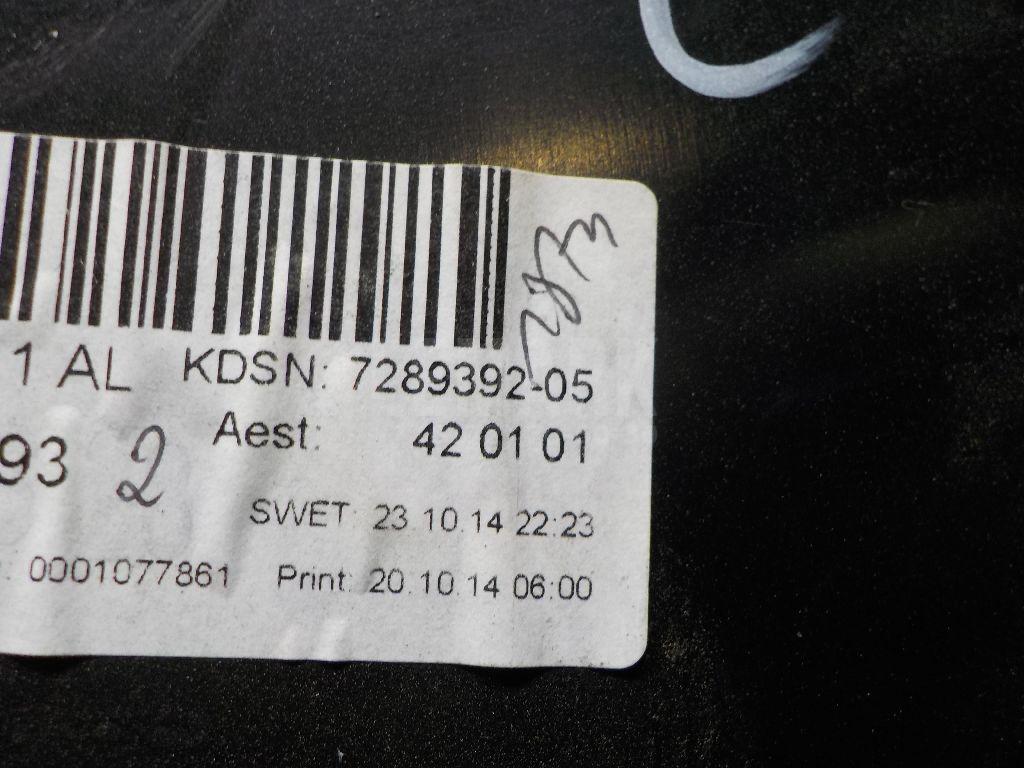 1 AL KDSN: 7289392-05
93 2 Aest: 42 01 01
SWET: 23.10.14 22:23
0001077861 Print: 20.10.14 06:00